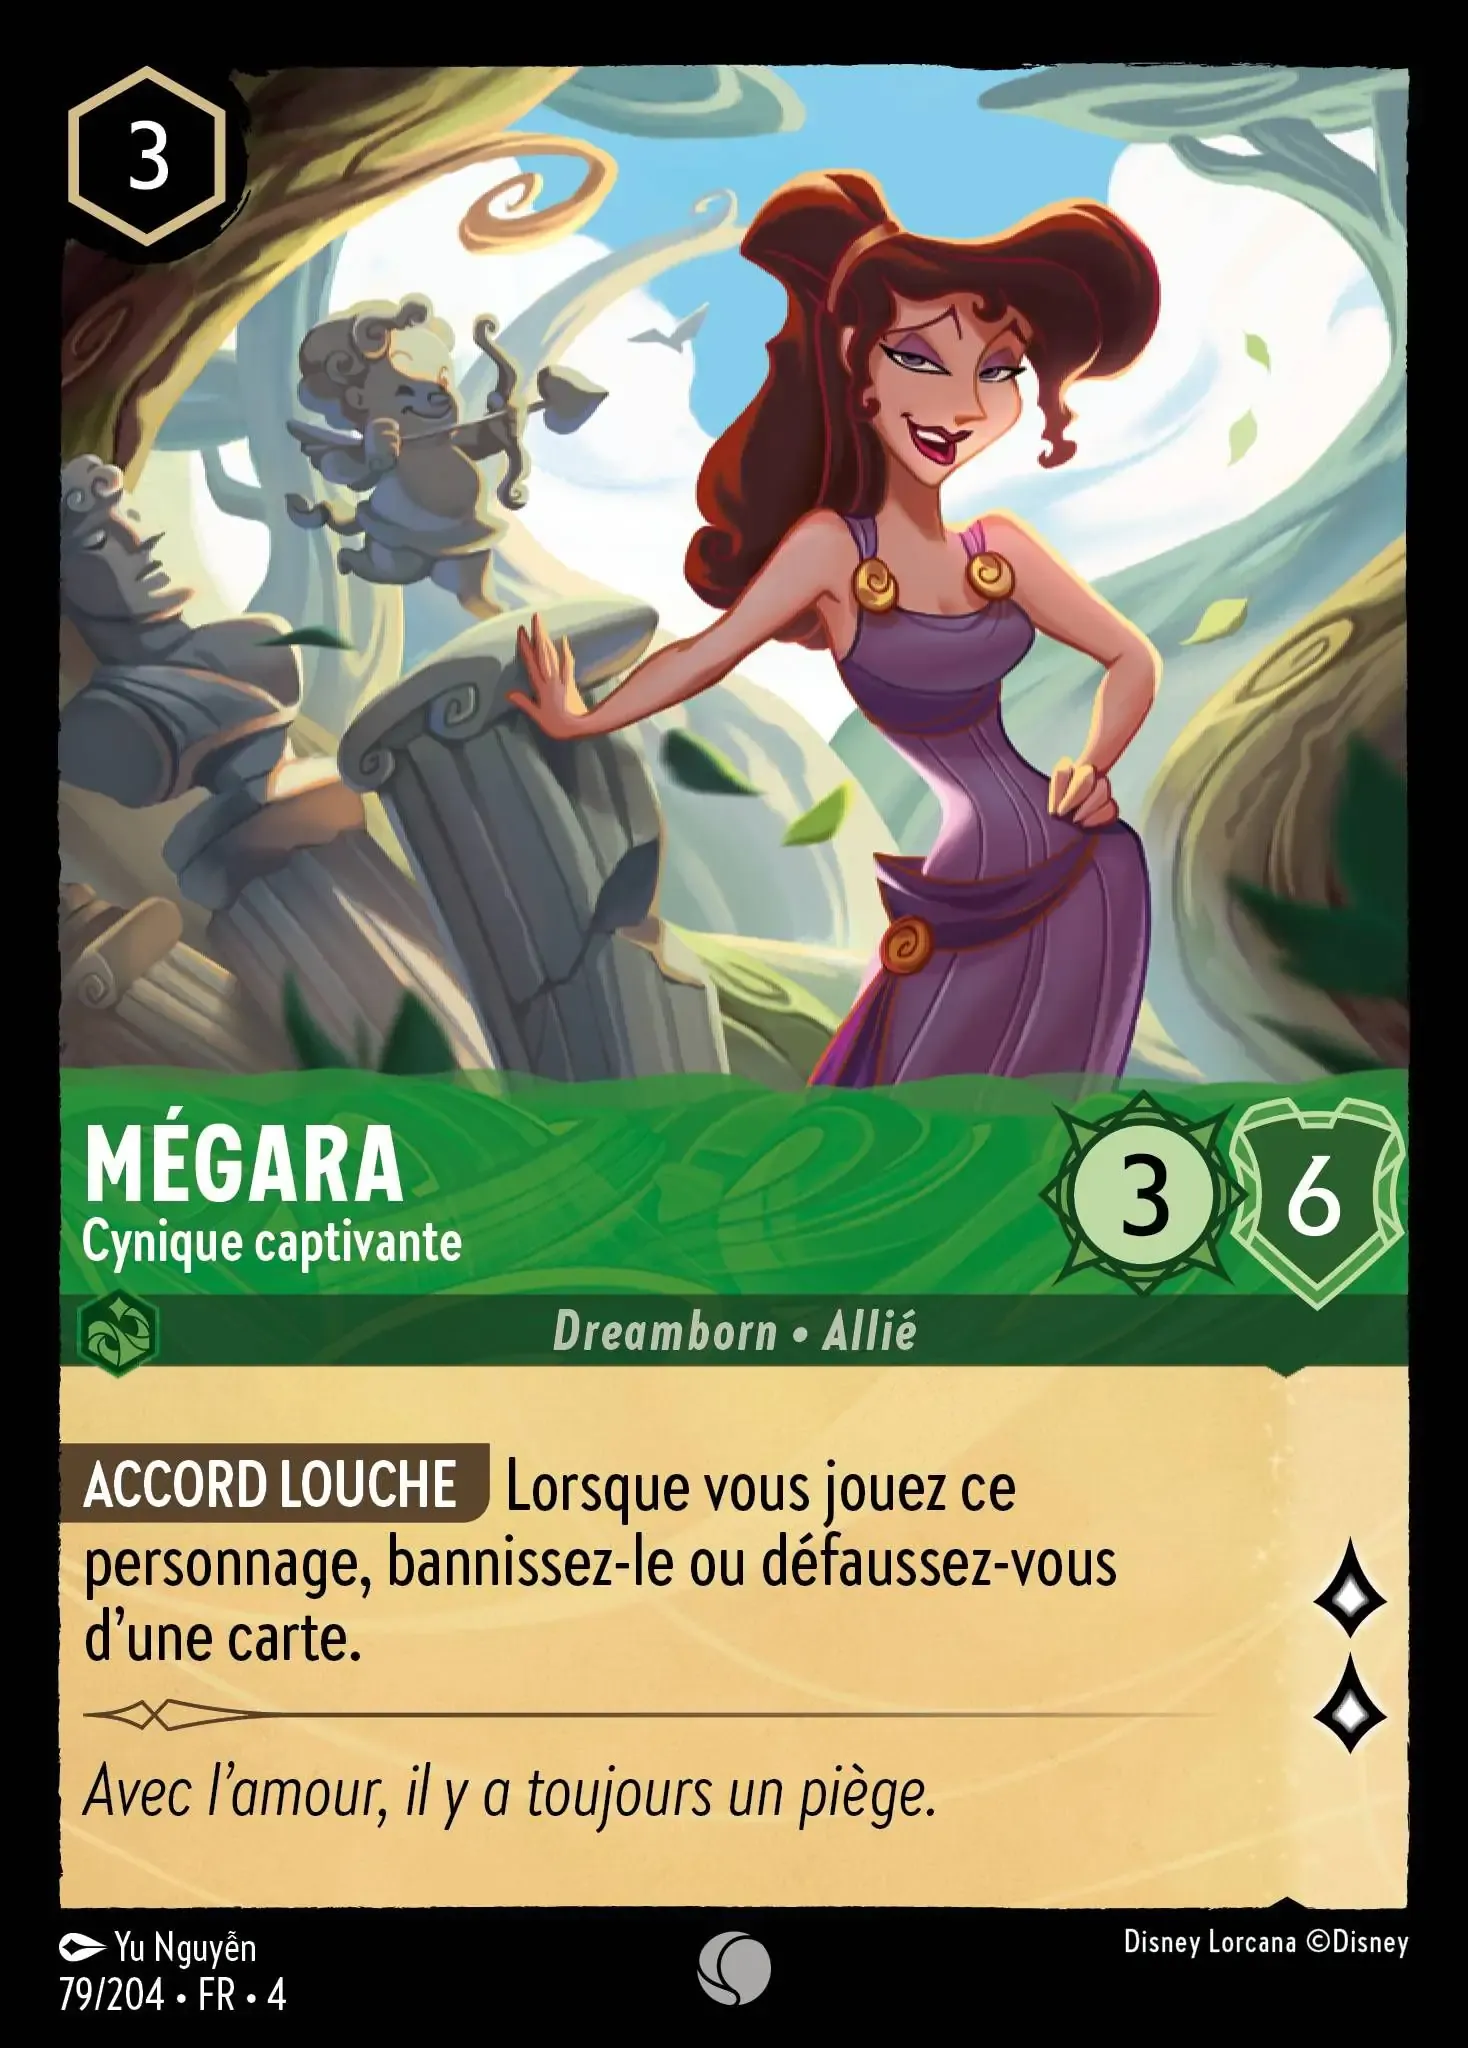 3
MÉGARA
Cynique captivante
3
6
Dreamborn • Allié
ACCORD LOUCHE Lorsque vous jouez ce
personnage, bannissez-le ou défaussez-vous
d’une carte.
Avec l’amour, il y a toujours un piège.
Yu Nguyễn
79/204 • FR • 4
Disney Lorcana ©Disney